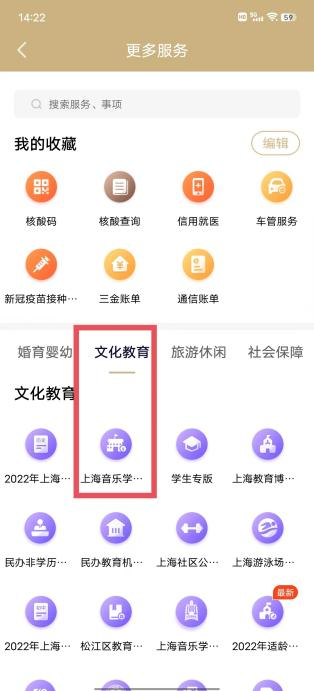 14:22
5G
59
更多服务
搜索服务、事项
我的收藏
编辑
核酸码
核酸查询
信用就医
车管服务
新冠疫苗接种…
三金账单
通信账单
婚育婴幼
文化教育
旅游休闲
社会保障
文化教育
2022年上海…
上海音乐学…
学生专版
上海教育博…
民办非学历…
民办教育机…
上海社区公…
上海游泳场…
最新
2022年上海…
松江区教育…
上海音乐学…
2022年适龄…